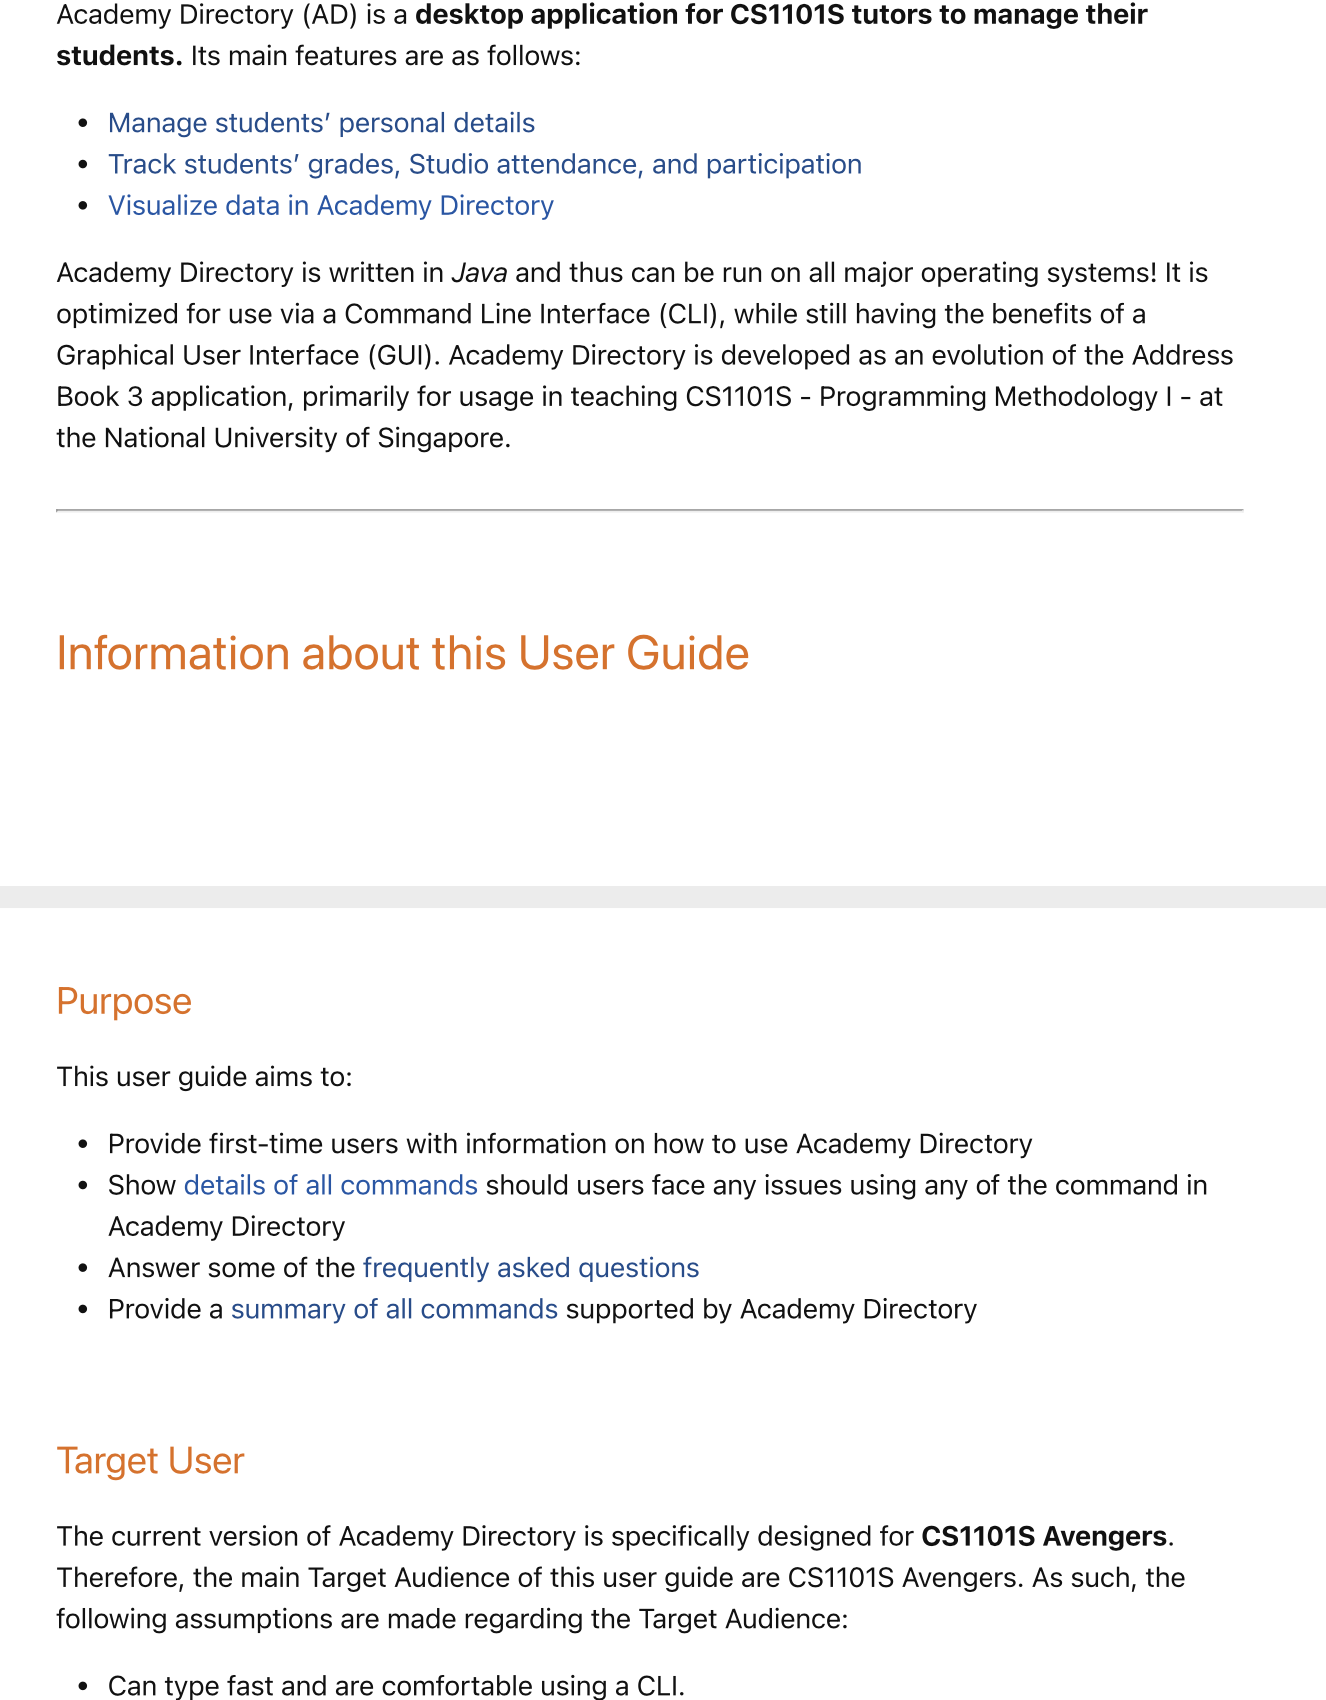 Academy Directory (AD) is a desktop application for CS1101S tutors to manage their
students. Its main features are as follows:
• Manage students’ personal details
• Track students’ grades, Studio attendance, and participation
• Visualize data in Academy Directory
Academy Directory is written in Java and thus can be run on all major operating systems! It is
optimized for use via a Command Line Interface (CLI), while still having the benefits of a
Graphical User Interface (GUI). Academy Directory is developed as an evolution of the Address
Book 3 application, primarily for usage in teaching CS1101S - Programming Methodology I - at
the National University of Singapore.
Information about this User Guide
Purpose
This user guide aims to:
• Provide first-time users with information on how to use Academy Directory
• Show details of all commands should users face any issues using any of the command in
Academy Directory
• Answer some of the frequently asked questions
• Provide a summary of all commands supported by Academy Directory
Target User
The current version of Academy Directory is specifically designed for CS1101S Avengers.
Therefore, the main Target Audience of this user guide are CS1101S Avengers. As such, the
following assumptions are made regarding the Target Audience:
• Can type fast and are comfortable using a CLI.